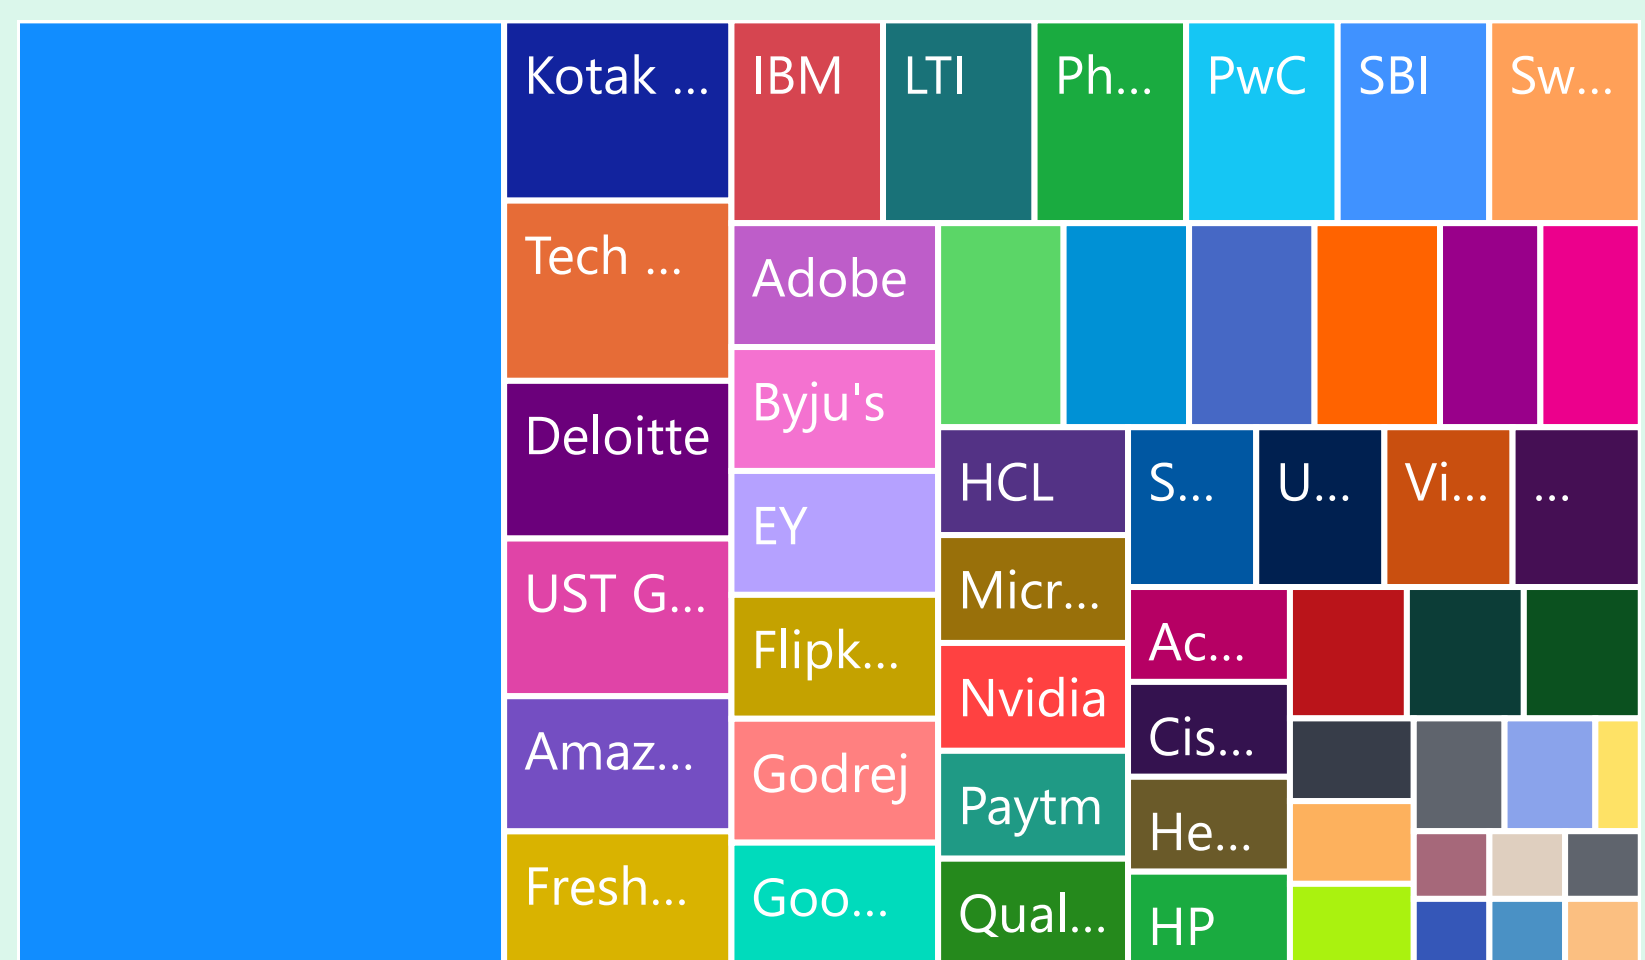 Kotak ...
Tech ...
Deloitte
UST G...
Amaz...
Fresh...
IBM
LTI
Ph...
PwC
SBI
Sw...
Adobe
Byju's
EY
Flipk...
Godrej
Goo...
HCL
Micr...
Nvidia
Paytm
Qual...
S...
U...
Vi...
...
Ac...
Cis...
He...
HP